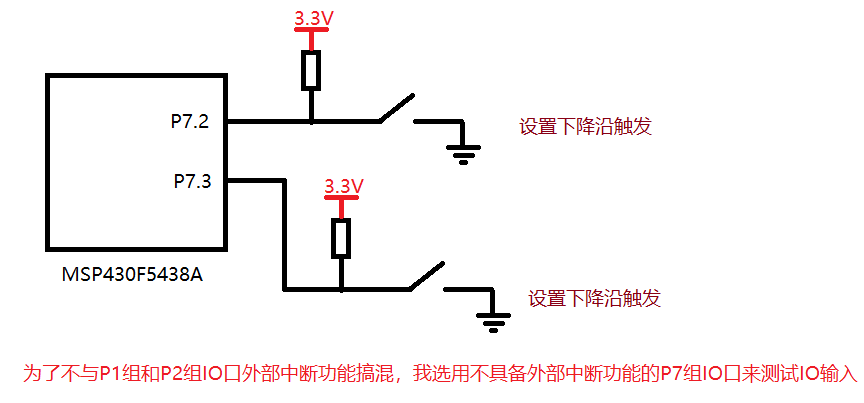 3.3V
P7.2
设置下降沿触发
P7.3
3.3V
MSP430F5438A
设置下降沿触发
为了不与P1组和P2组IO口外部中断功能搞混，我选用不具备外部中断功能的P7组IO口来测试IO输入